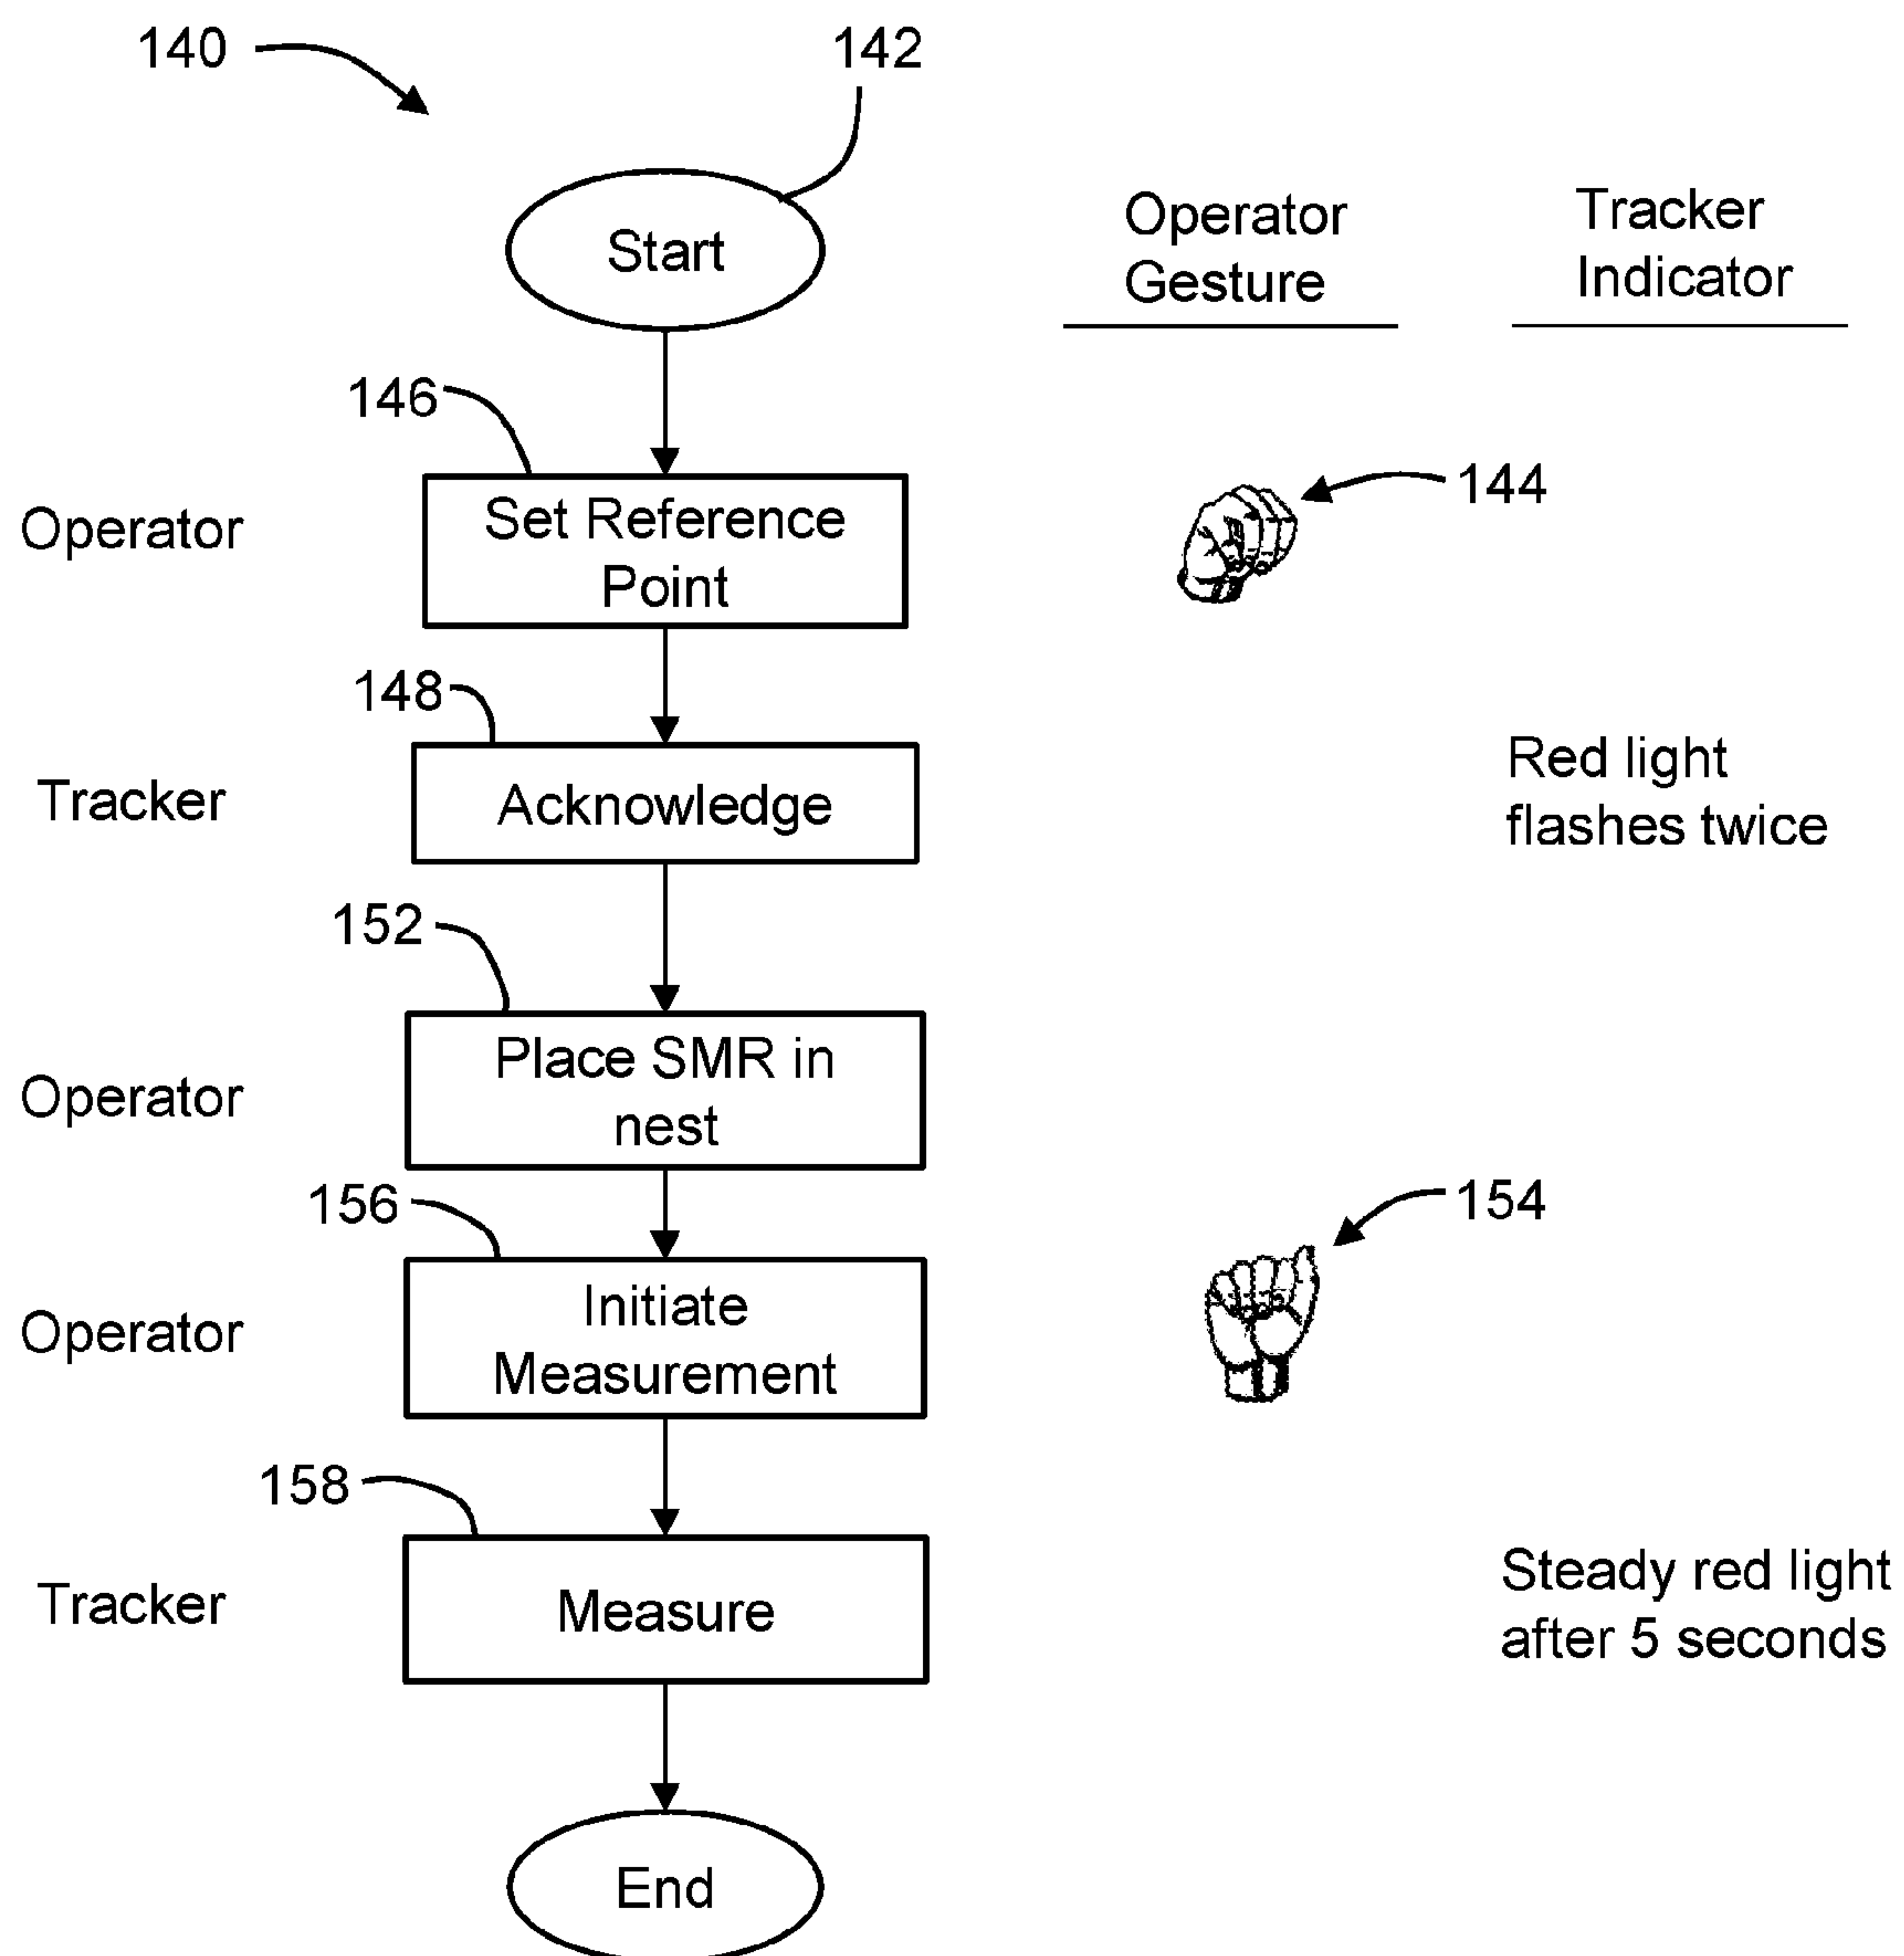 140
142
Start
Operator
Gesture
Tracker
Indicator
146
Operator
Set Reference
Point
144
148
Tracker
Acknowledge
Red light
flashes twice
152
Operator
Place SMR in
nest
156
154
Operator
Initiate
Measurement
158
Tracker
Measure
Steady red light
after 5 seconds
End